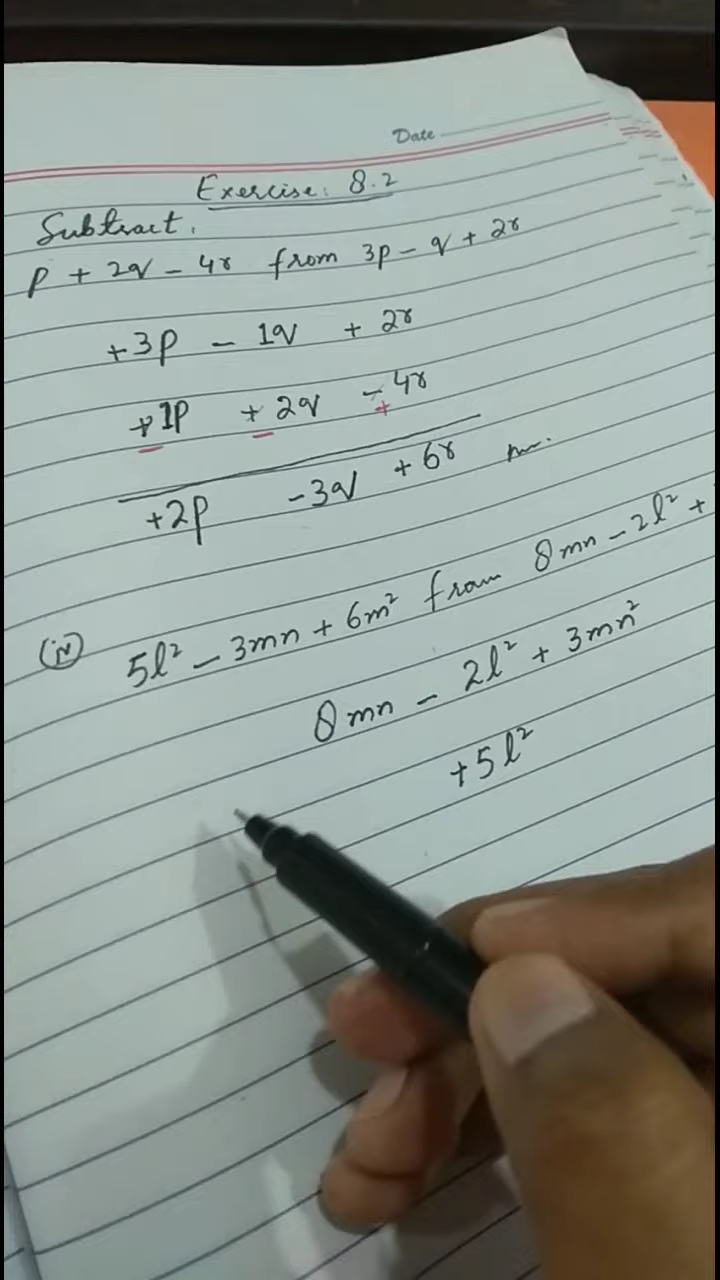 Date
Exercise: 8.2
Subtract.
p + 2q - 4r from 3p - q + 2r
+3p - 1q + 2r
+1p + 2q - 4r
- - +
+2p -3q +6r
(iv) 5l² - 3mn + 6m² from 8mn - 2l² +
8mn - 2l² + 3mn²
+5l²